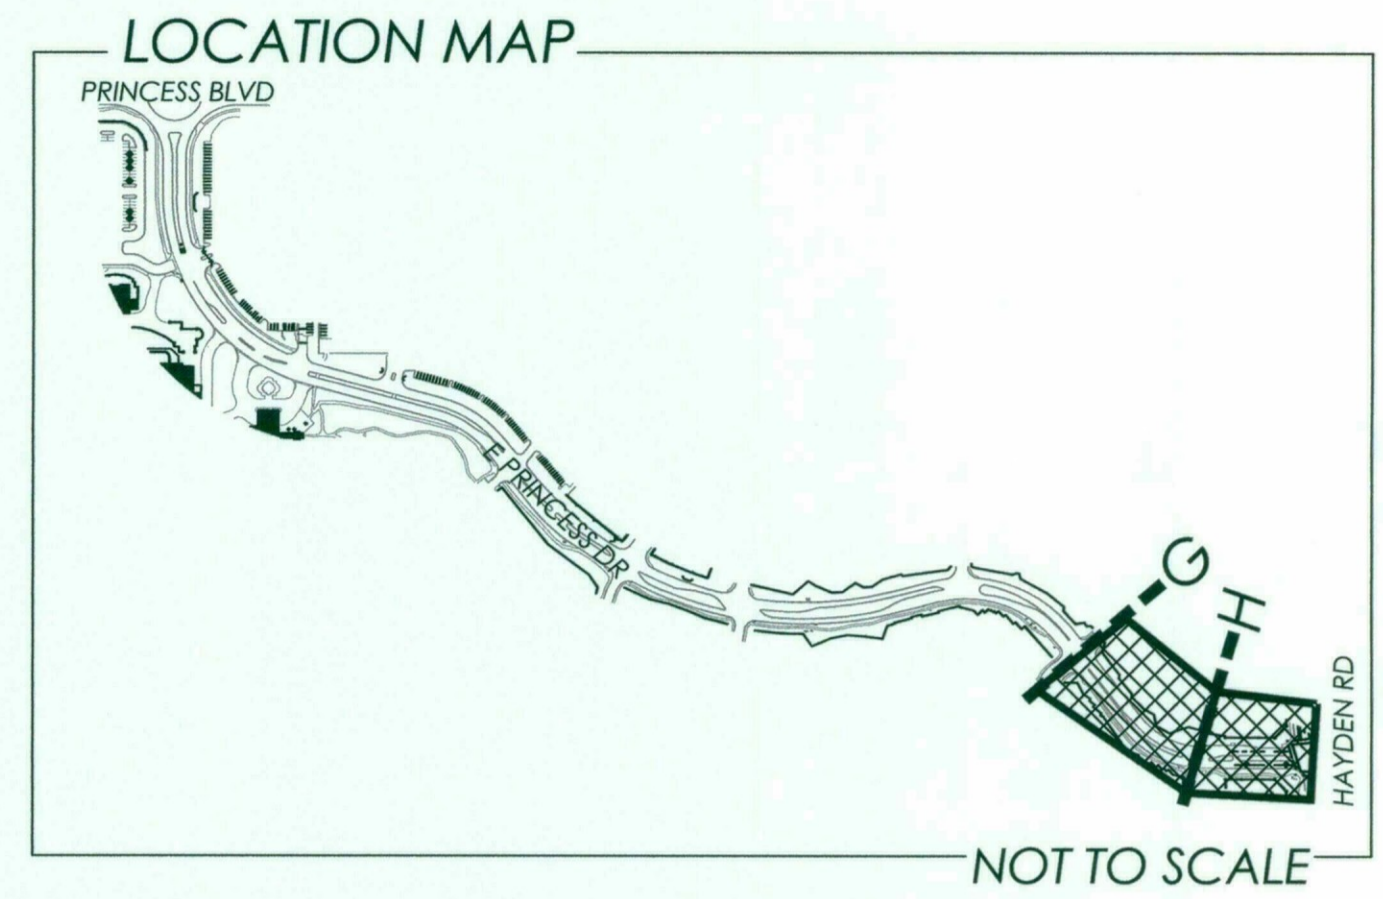 LOCATION MAP
PRINCESS BLVD
E PRINCESS DR
G
H
HAYDEN RD
NOT TO SCALE